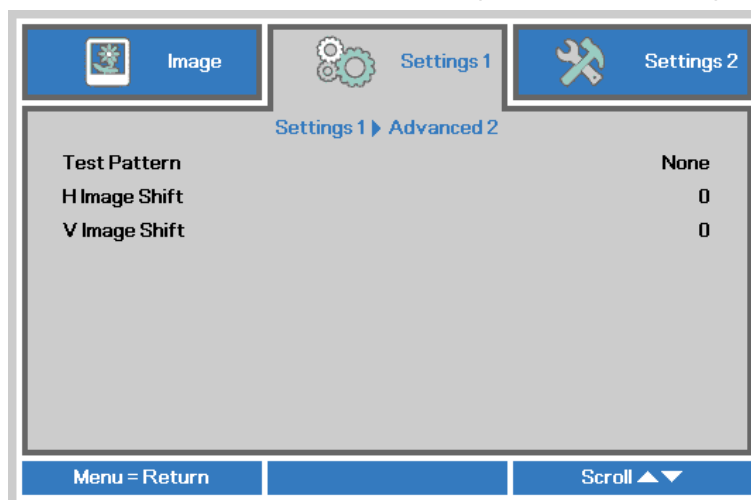 Image
Settings 1
Settings 2
Settings 1 Advanced 2
Test Pattern None
H Image Shift 0
V Image Shift 0
Menu = Return
Scroll